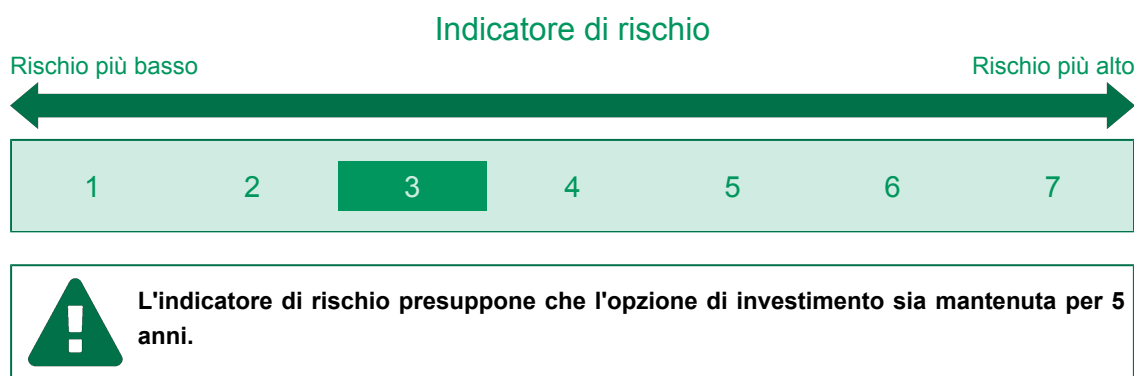 Indicatore di rischio
Rischio più basso Rischio più alto
1 2 3 4 5 6 7
L'indicatore di rischio presuppone che l'opzione di investimento sia mantenuta per 5
anni.